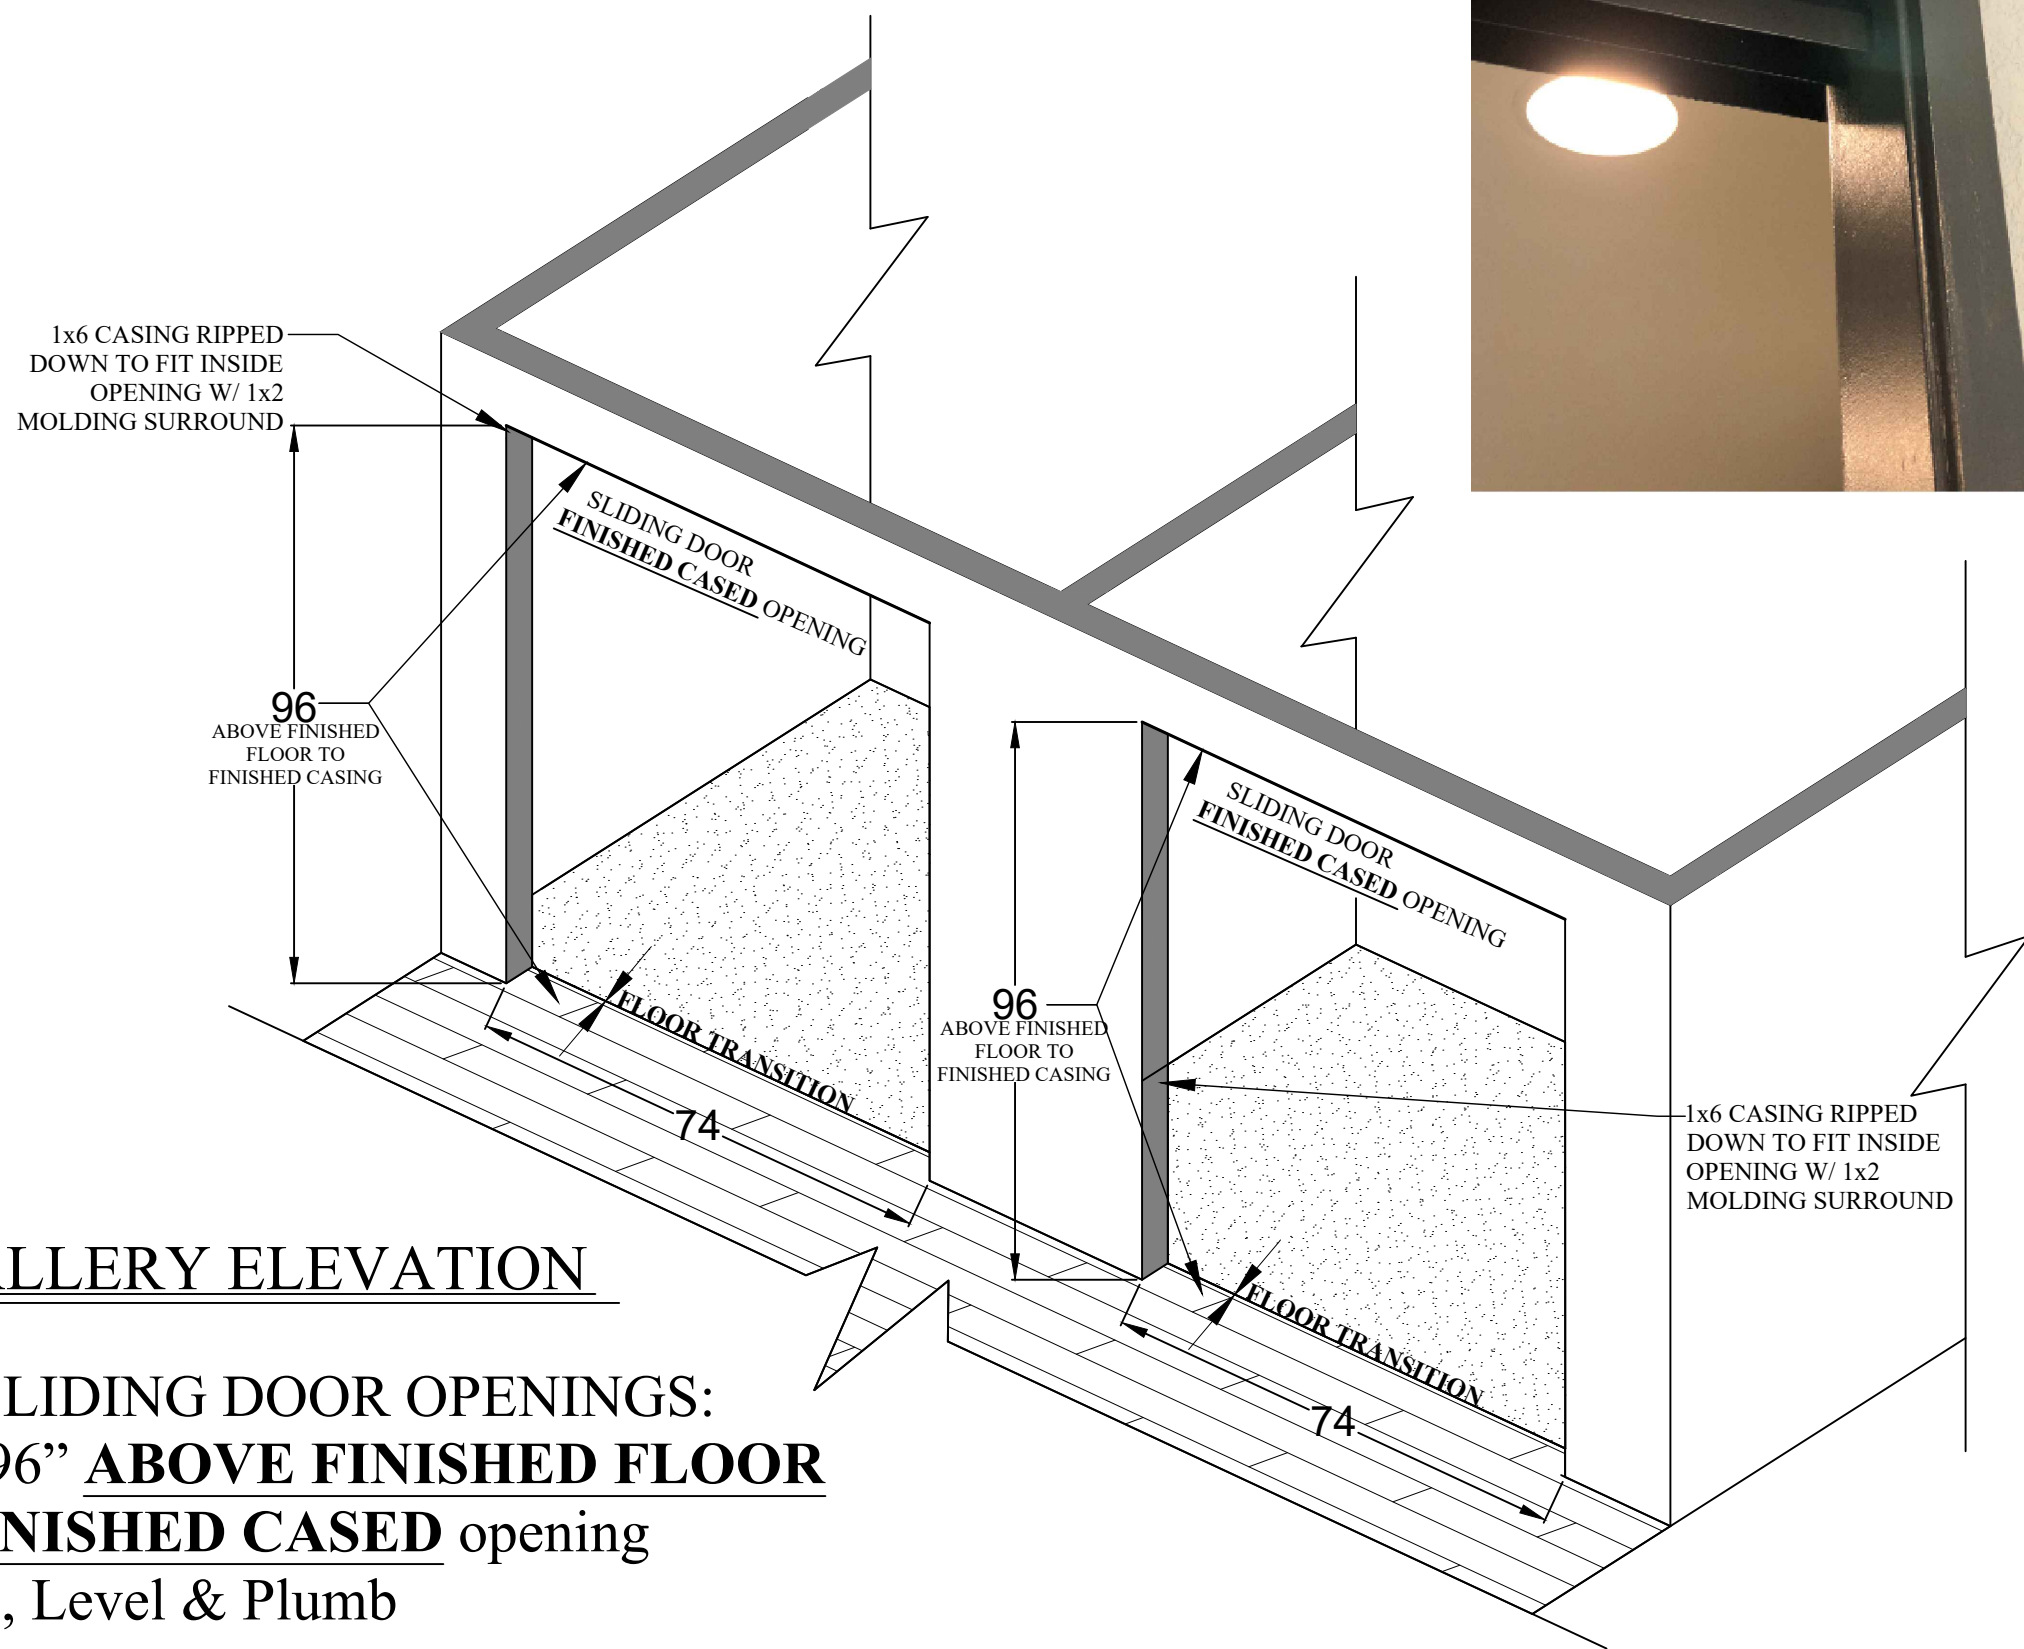 1x6 CASING RIPPED
DOWN TO FIT INSIDE
OPENING W/ 1x2
MOLDING SURROUND
SLIDING DOOR
FINISHED CASED OPENING
96
ABOVE FINISHED
FLOOR TO
FINISHED CASING
FLOOR TRANSITION
74
SLIDING DOOR
FINISHED CASED OPENING
96
ABOVE FINISHED
FLOOR TO
FINISHED CASING
1x6 CASING RIPPED
DOWN TO FIT INSIDE
OPENING W/ 1x2
MOLDING SURROUND
FLOOR TRANSITION
74
ALLERY ELEVATION
LIDING DOOR OPENINGS:
96” ABOVE FINISHED FLOOR
NISHED CASED opening
, Level & Plumb